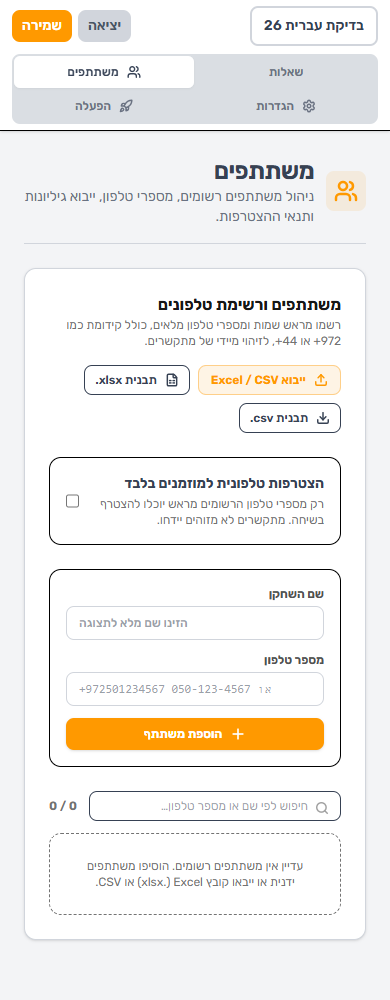 בדיקת עברית 26
יציאה
שמירה
שאלות
משתתפים
הגדרות
הפעלה
משתתפים
ניהול משתתפים רשומים, מספרי טלפון, ייבוא גיליונות
ותנאי ההצטרפות.
משתתפים ורשימת טלפונים
רשמו מראש שמות ומספרי טלפון מלאים, כולל קידומת כמו
972+ או 44+, לזיהוי מיידי של מתקשרים.
ייבוא Excel / CSV
תבנית xlsx.
תבנית csv.
הצטרפות טלפונית למוזמנים בלבד
רק מספרי טלפון הרשומים מראש יוכלו להצטרף
בשיחה. מתקשרים לא מזוהים יידחו.
שם השחקן
הזינו שם מלא לתצוגה
מספר טלפון
+972501234567 או 050-123-4567
הוספת משתתף
חיפוש לפי שם או מספר טלפון...
0 / 0
עדיין אין משתתפים רשומים. הוסיפו משתתפים
ידנית או ייבאו קובץ Excel (.xlsx) או CSV.